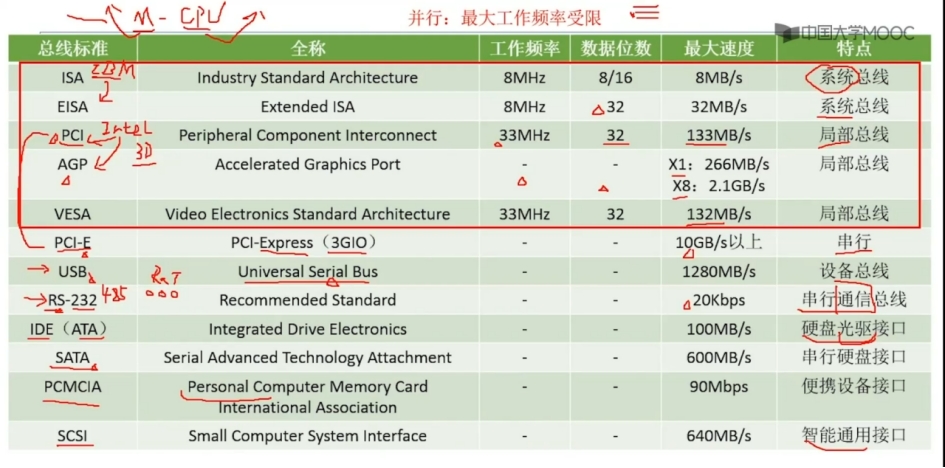 M - CPU
并行：最大工作频率受限
中国大学MOOC
总线标准 全称 工作频率 数据位数 最大速度 特点
ISA IBM Industry Standard Architecture 8MHz 8/16 8MB/s 系统总线
EISA Extended ISA 8MHz 32 32MB/s 系统总线
PCI Intel Peripheral Component Interconnect 33MHz 32 133MB/s 局部总线
3D
AGP Accelerated Graphics Port - - X1：266MB/s 局部总线
X8：2.1GB/s
VESA Video Electronics Standard Architecture 33MHz 32 132MB/s 局部总线
PCI-E PCI-Express（3GIO） - - 10GB/s以上 串行
USB Universal Serial Bus - - 1280MB/s 设备总线
RS-232 485 Recommended Standard - - 20Kbps 串行通信总线
IDE（ATA） Integrated Drive Electronics - - 100MB/s 硬盘光驱接口
SATA Serial Advanced Technology Attachment - - 600MB/s 串行硬盘接口
PCMCIA Personal Computer Memory Card - - 90Mbps 便携设备接口
International Association
SCSI Small Computer System Interface - - 640MB/s 智能通用接口